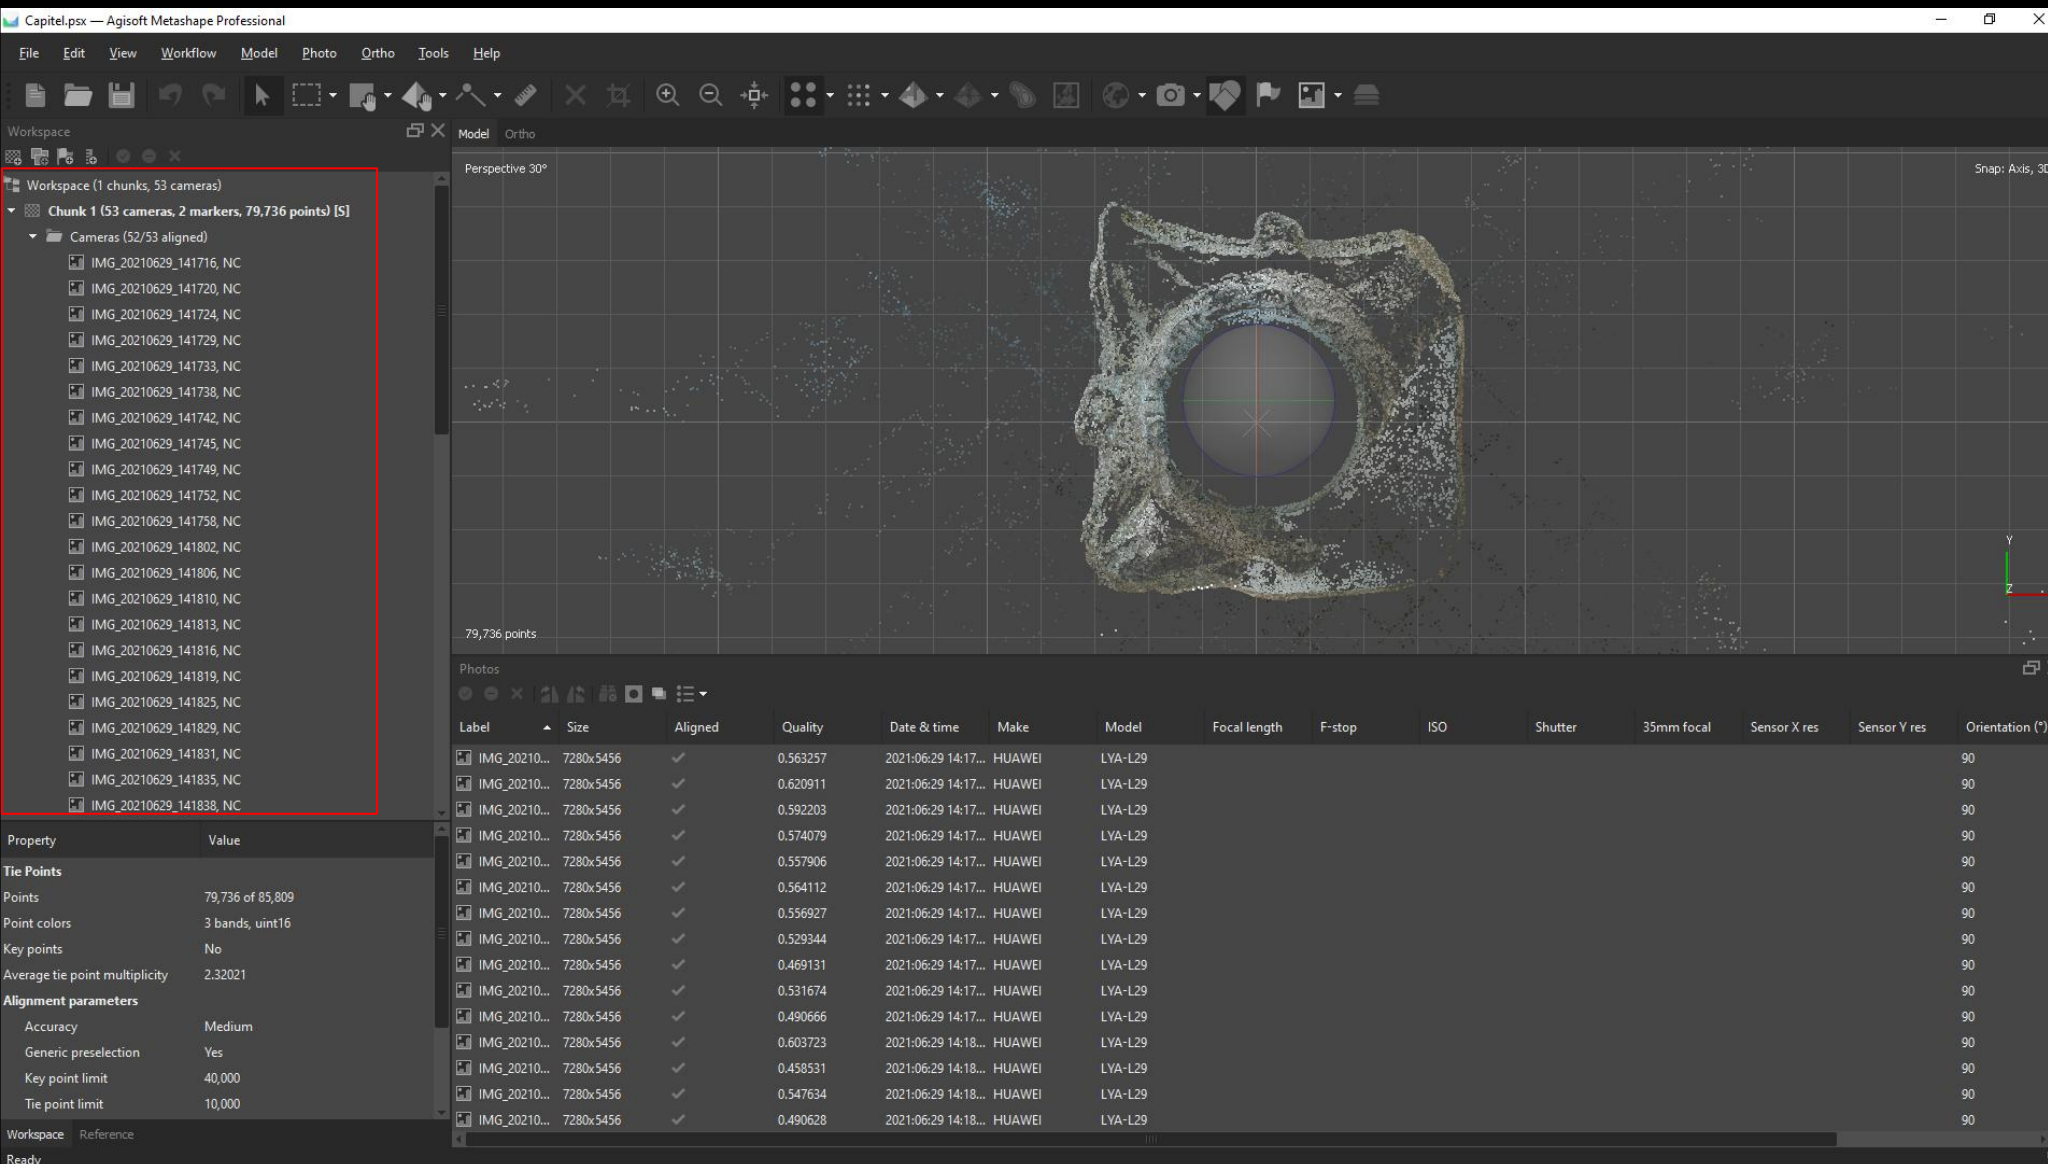 Capitel.psx — Agisoft Metashape Professional
File Edit View Workflow Model Photo Ortho Tools Help
Workspace
Workspace (1 chunks, 53 cameras)
Chunk 1 (53 cameras, 2 markers, 79,736 points) [S]
Cameras (52/53 aligned)
IMG_20210629_141716, NC
IMG_20210629_141720, NC
IMG_20210629_141724, NC
IMG_20210629_141729, NC
IMG_20210629_141733, NC
IMG_20210629_141738, NC
IMG_20210629_141742, NC
IMG_20210629_141745, NC
IMG_20210629_141749, NC
IMG_20210629_141752, NC
IMG_20210629_141758, NC
IMG_20210629_141802, NC
IMG_20210629_141806, NC
IMG_20210629_141810, NC
IMG_20210629_141813, NC
IMG_20210629_141816, NC
IMG_20210629_141819, NC
IMG_20210629_141825, NC
IMG_20210629_141829, NC
IMG_20210629_141831, NC
IMG_20210629_141835, NC
IMG_20210629_141838, NC
Property Value
Tie Points
Points 79,736 of 85,809
Point colors 3 bands, uint16
Key points No
Average tie point multiplicity 2.32021
Alignment parameters
Accuracy Medium
Generic preselection Yes
Key point limit 40,000
Tie point limit 10,000
Workspace Reference
Ready
Model Ortho
Perspective 30°
Snap: Axis, 3D
Y
Z
79,736 points
Photos
Label Size Aligned Quality Date & time Make Model Focal length F-stop ISO Shutter 35mm focal Sensor X res Sensor Y res Orientation (°)
IMG_20210... 7280x5456 0.563257 2021:06:29 14:17... HUAWEI LYA-L29 90
IMG_20210... 7280x5456 0.620911 2021:06:29 14:17... HUAWEI LYA-L29 90
IMG_20210... 7280x5456 0.592203 2021:06:29 14:17... HUAWEI LYA-L29 90
IMG_20210... 7280x5456 0.574079 2021:06:29 14:17... HUAWEI LYA-L29 90
IMG_20210... 7280x5456 0.557906 2021:06:29 14:17... HUAWEI LYA-L29 90
IMG_20210... 7280x5456 0.564112 2021:06:29 14:17... HUAWEI LYA-L29 90
IMG_20210... 7280x5456 0.556927 2021:06:29 14:17... HUAWEI LYA-L29 90
IMG_20210... 7280x5456 0.529344 2021:06:29 14:17... HUAWEI LYA-L29 90
IMG_20210... 7280x5456 0.469131 2021:06:29 14:17... HUAWEI LYA-L29 90
IMG_20210... 7280x5456 0.531674 2021:06:29 14:17... HUAWEI LYA-L29 90
IMG_20210... 7280x5456 0.490666 2021:06:29 14:17... HUAWEI LYA-L29 90
IMG_20210... 7280x5456 0.603723 2021:06:29 14:18... HUAWEI LYA-L29 90
IMG_20210... 7280x5456 0.458531 2021:06:29 14:18... HUAWEI LYA-L29 90
IMG_20210... 7280x5456 0.547634 2021:06:29 14:18... HUAWEI LYA-L29 90
IMG_20210... 7280x5456 0.490628 2021:06:29 14:18... HUAWEI LYA-L29 90